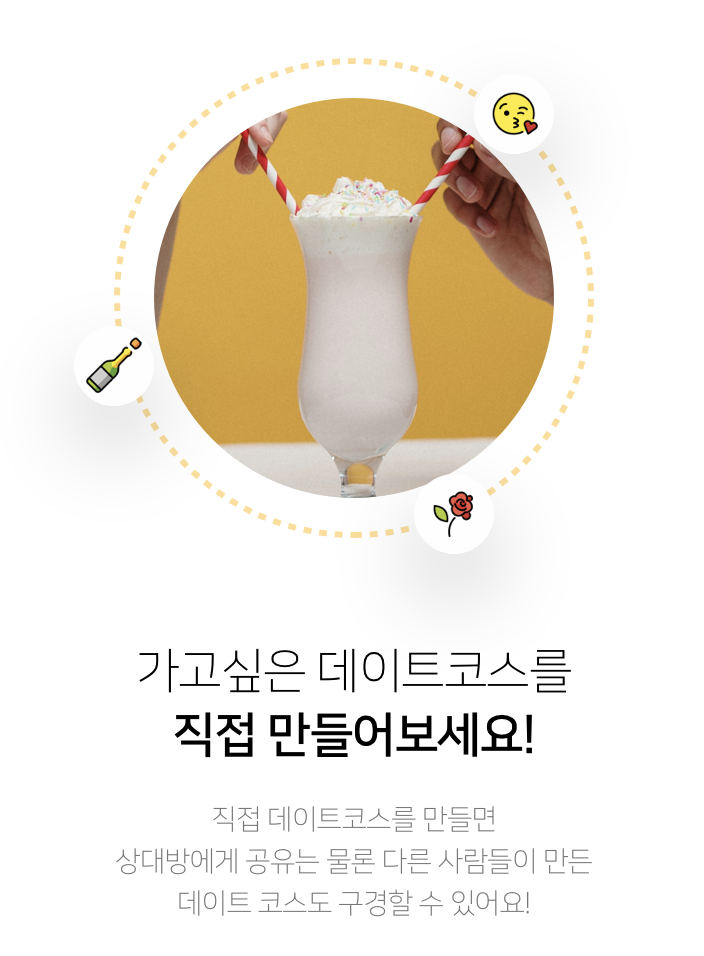 가고싶은 데이트코스를
직접 만들어보세요!
직접 데이트코스를 만들면
상대방에게 공유는 물론 다른 사람들이 만든
데이트 코스도 구경할 수 있어요!